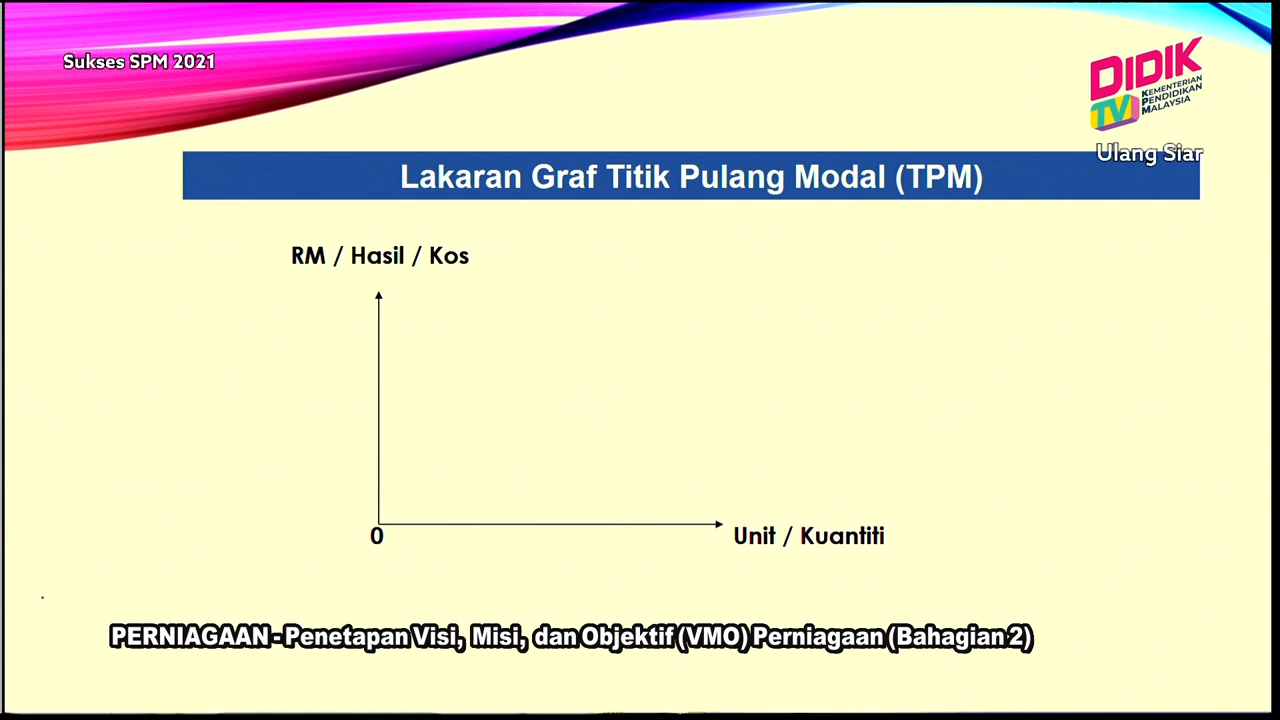 Sukses SPM 2021
DIDIK
TV
KEMENTERIAN
PENDIDIKAN
MALAYSIA
Ulang Siar
Lakaran Graf Titik Pulang Modal (TPM)
RM / Hasil / Kos
0
Unit / Kuantiti
PERNIAGAAN - Penetapan Visi, Misi, dan Objektif (VMO) Perniagaan (Bahagian 2)